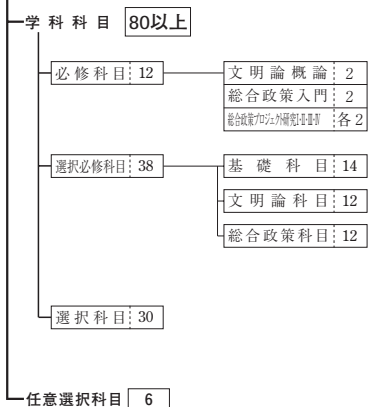 学科科目 80以上
必修科目 12
文明論概論 2
総合政策入門 2
総合政策プロジェクト研究Ⅰ・Ⅱ・Ⅲ・Ⅳ 各2
選択必修科目 38
基礎科目 14
文明論科目 12
総合政策科目 12
選択科目 30
任意選択科目 6